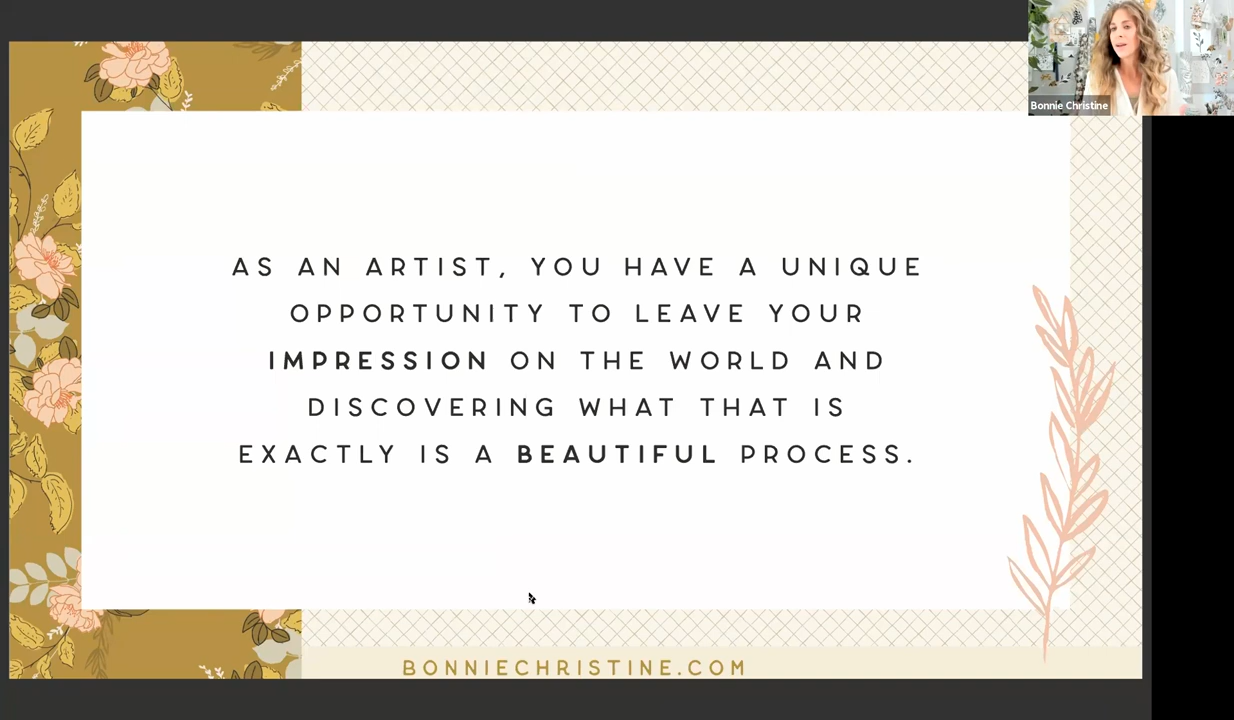 Bonnie Christine
AS AN ARTIST, YOU HAVE A UNIQUE
OPPORTUNITY TO LEAVE YOUR
IMPRESSION ON THE WORLD AND
DISCOVERING WHAT THAT IS
EXACTLY IS A BEAUTIFUL PROCESS.
BONNIECHRISTINE.COM